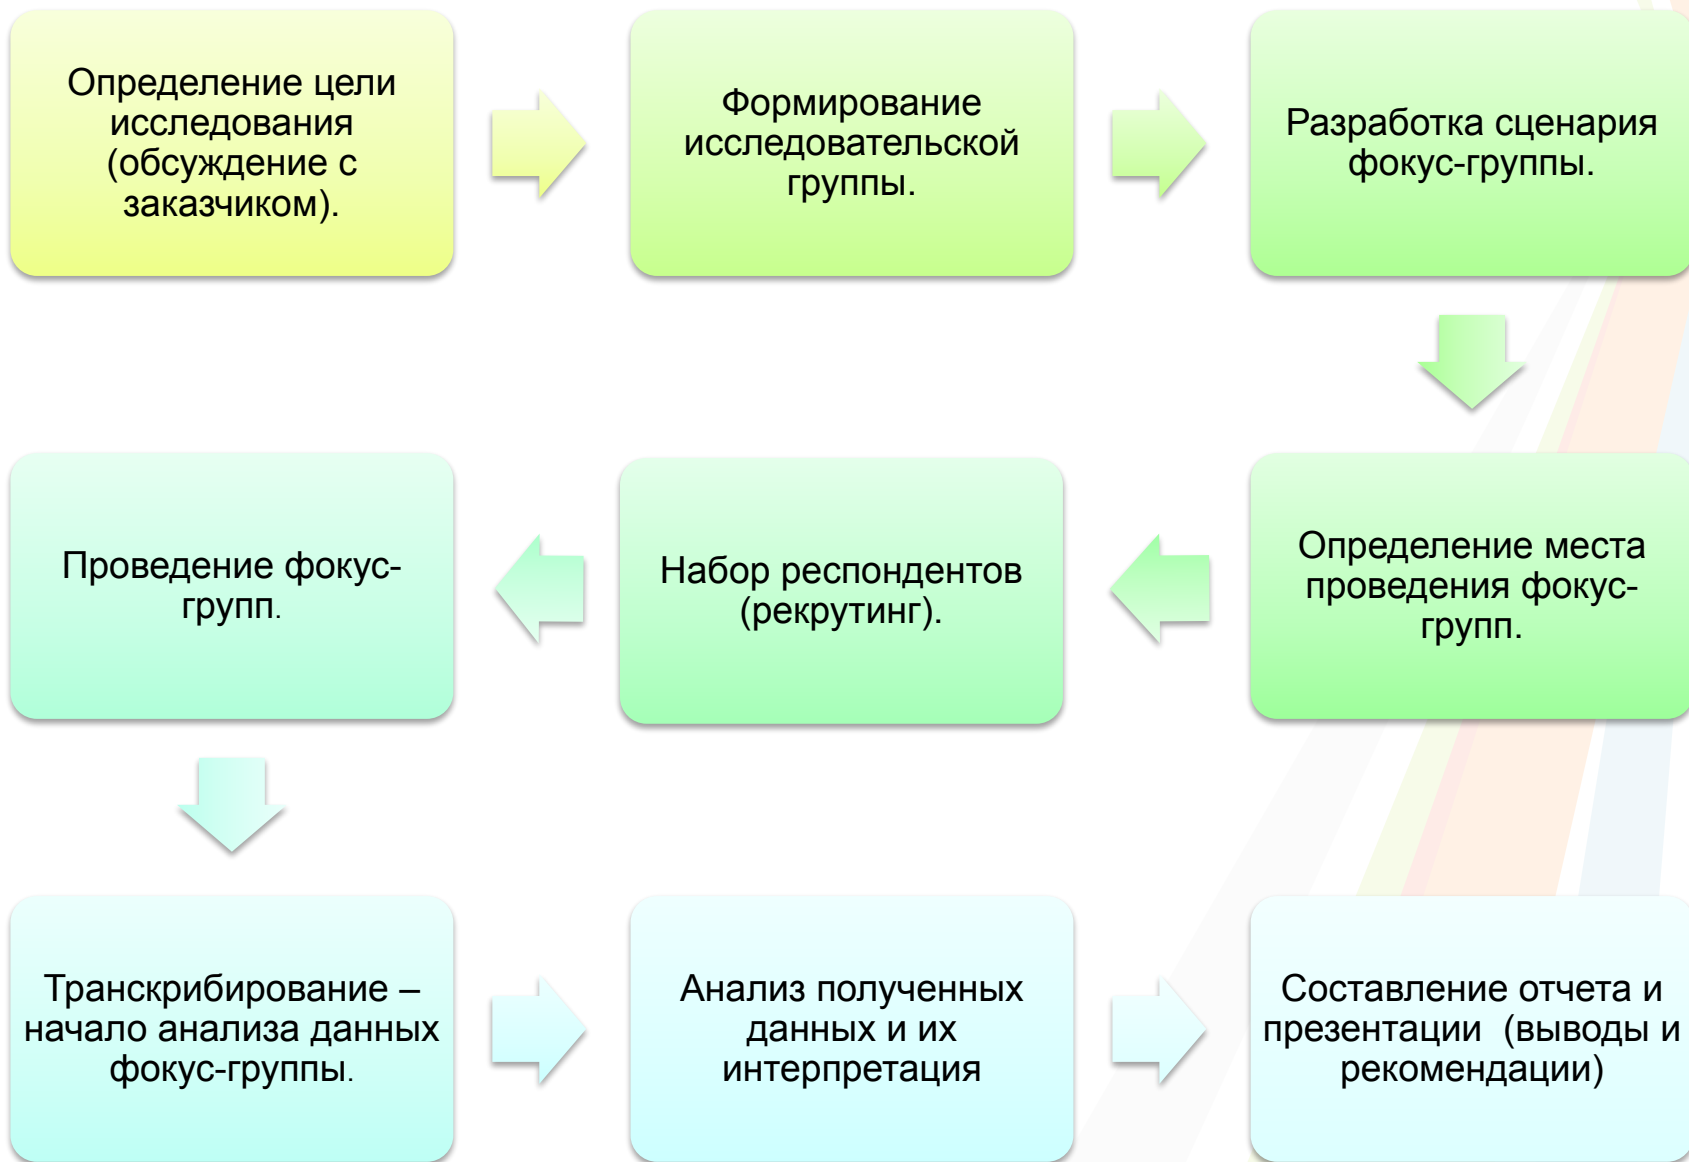 Определение цели
исследования
(обсуждение с
заказчиком).
Формирование
исследовательской
группы.
Разработка сценария
фокус-группы.
Определение места
проведения фокус-
групп.
Набор респондентов
(рекрутинг).
Проведение фокус-
групп.
Транскрибирование –
начало анализа данных
фокус-группы.
Анализ полученных
данных и их
интерпретация
Составление отчета и
презентации (выводы и
рекомендации)